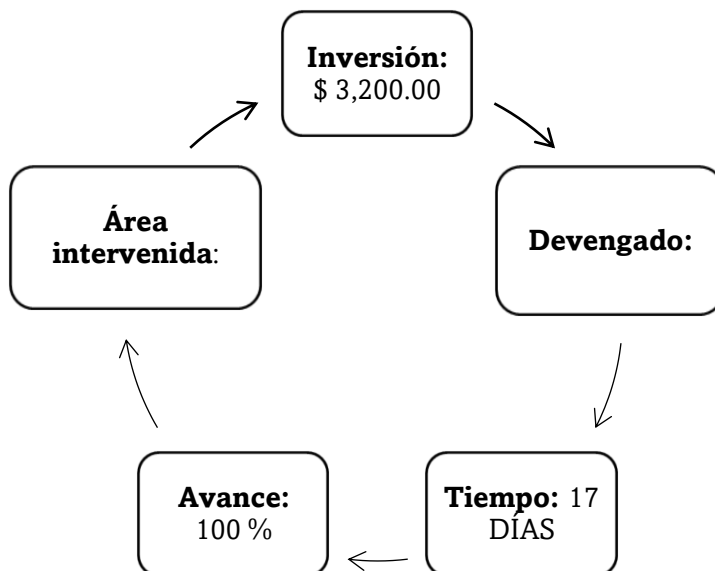 Inversión:
$ 3,200.00
Devengado:
Tiempo: 17
DÍAS
Avance:
100 %
Área
intervenida: